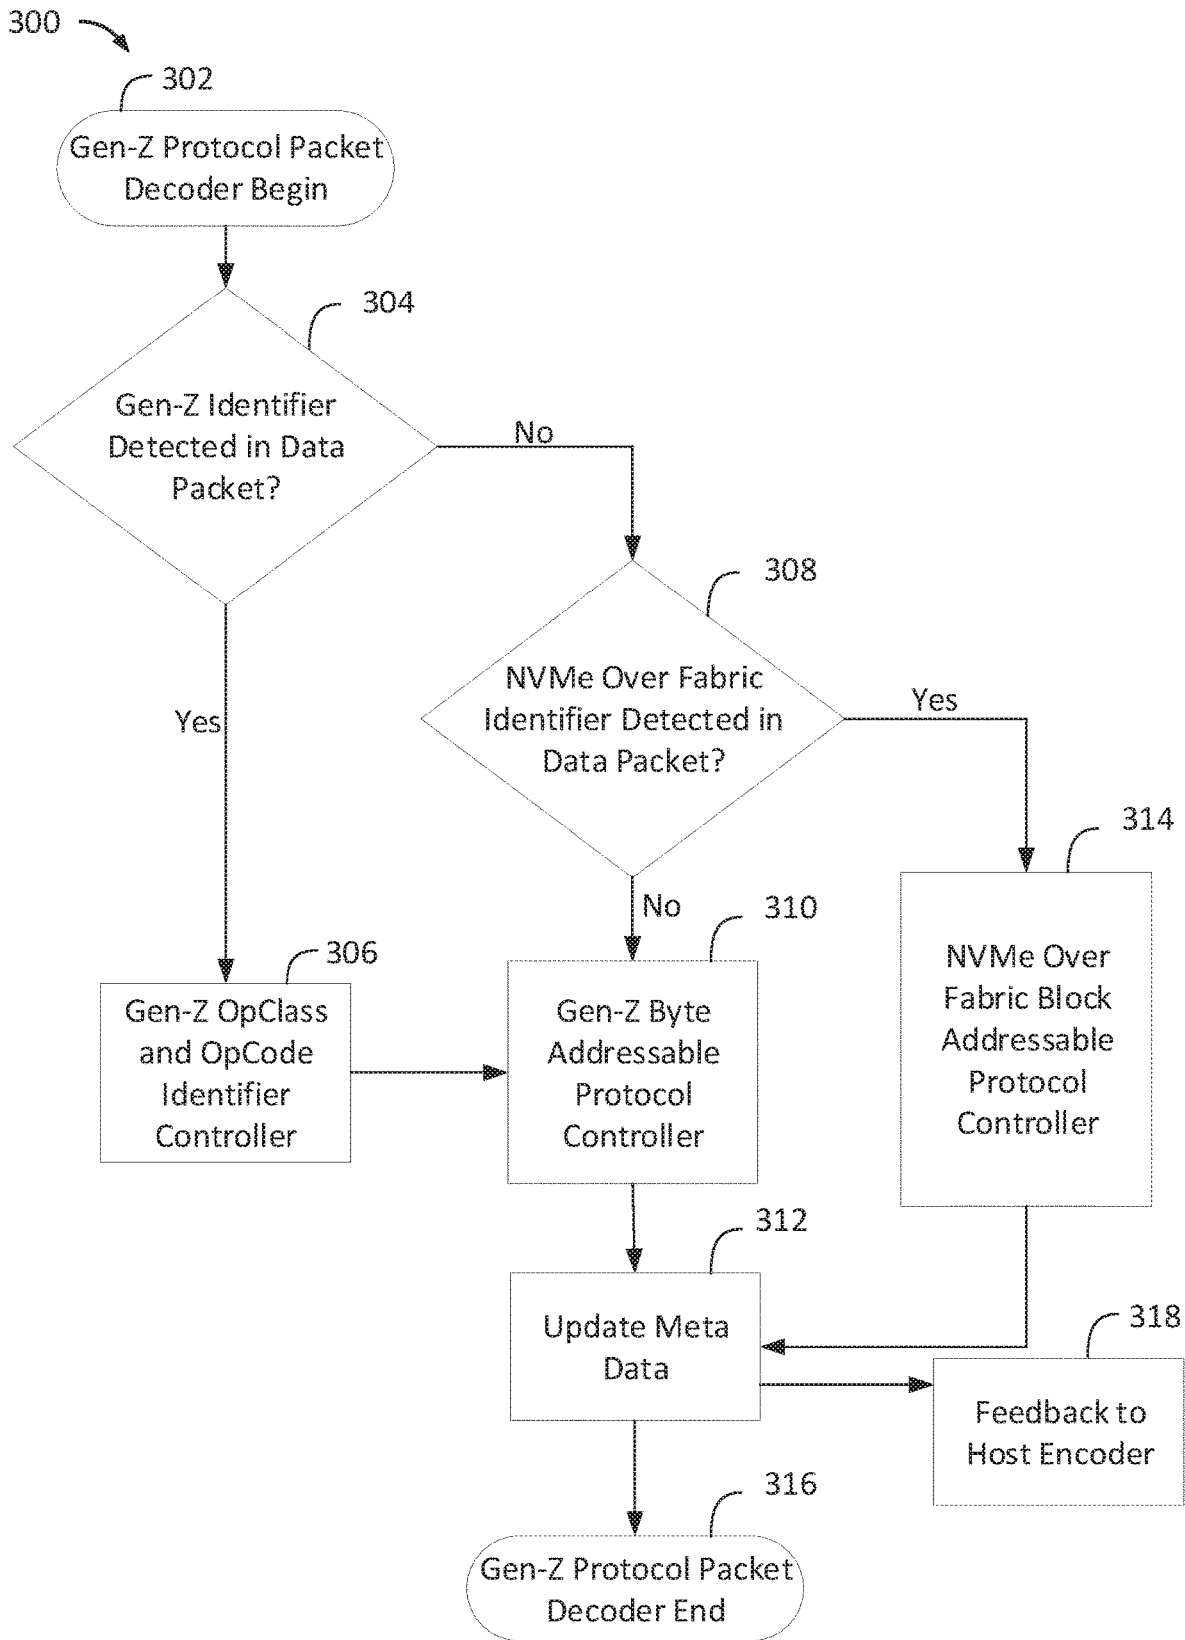 300
302
Gen-Z Protocol Packet
Decoder Begin
304
Gen-Z Identifier
Detected in Data
Packet?
No
308
NVMe Over Fabric
Identifier Detected in
Data Packet?
Yes
Yes
314
No
310
306
Gen-Z OpClass
and OpCode
Identifier
Controller
Gen-Z Byte
Addressable
Protocol
Controller
NVMe Over
Fabric Block
Addressable
Protocol
Controller
312
Update Meta
Data
318
Feedback to
Host Encoder
316
Gen-Z Protocol Packet
Decoder End